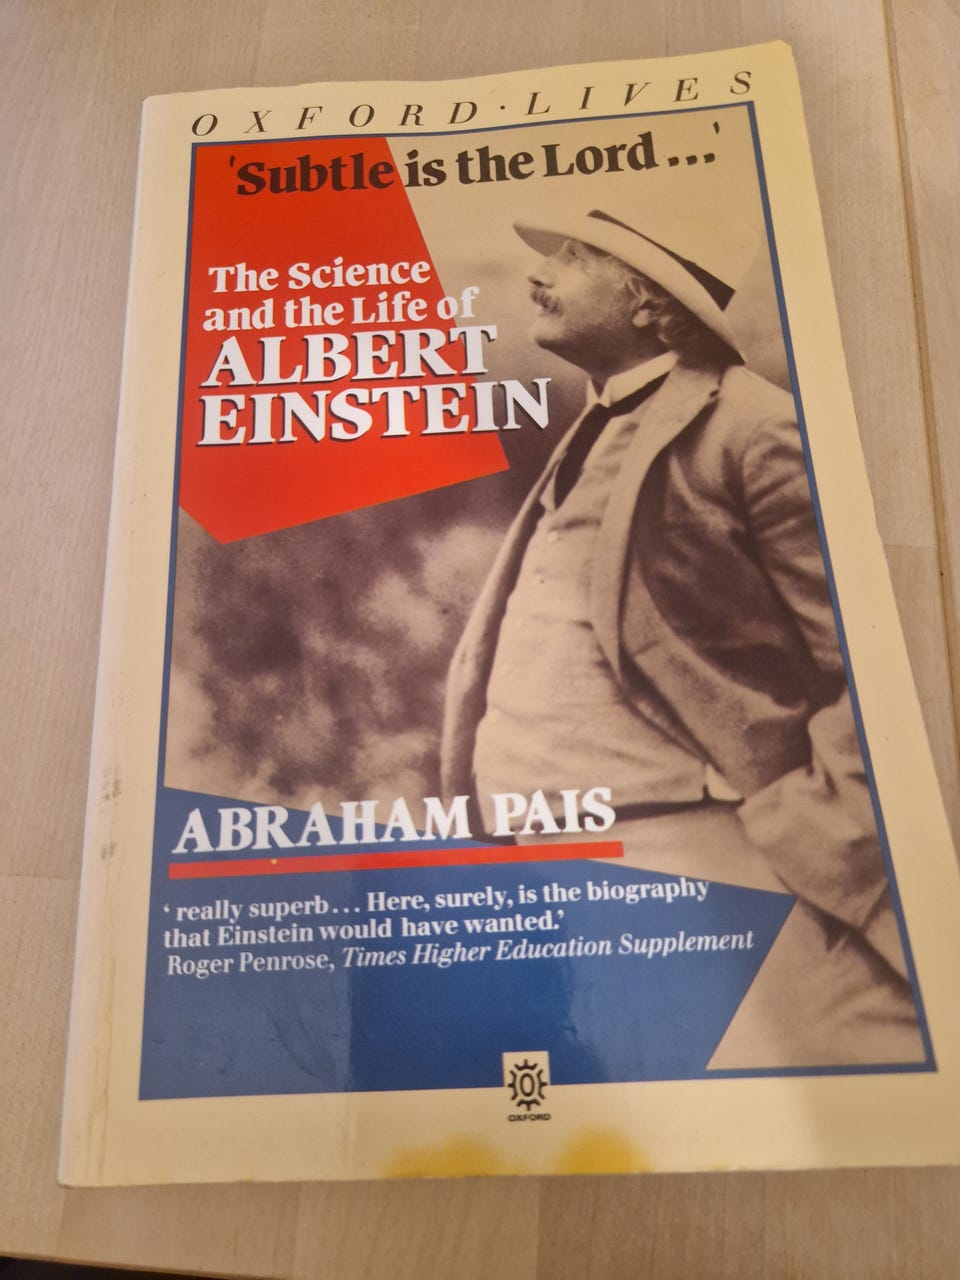 OXFORD·LIVES
'Subtle is the Lord...'
The Science
and the Life of
ALBERT
EINSTEIN
ABRAHAM PAIS
‘really superb... Here, surely, is the biography
that Einstein would have wanted.’
Roger Penrose, Times Higher Education Supplement
O
OXFORD